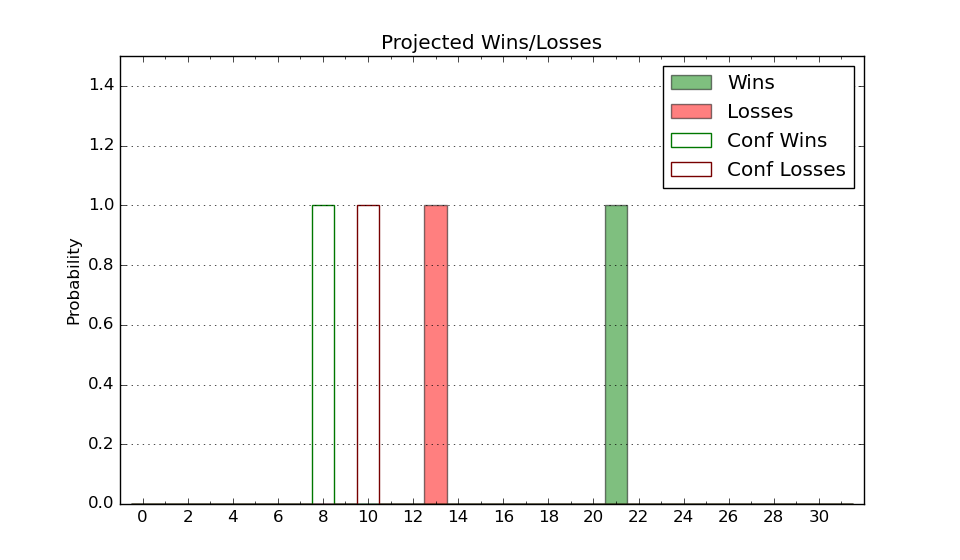 Projected Wins/Losses
1.4
1.2
1.0
0.8
0.6
0.4
0.2
0.0
Probability
Wins
Losses
Conf Wins
Conf Losses
0 2 4 6 8 10 12 14 16 18 20 22 24 26 28 30